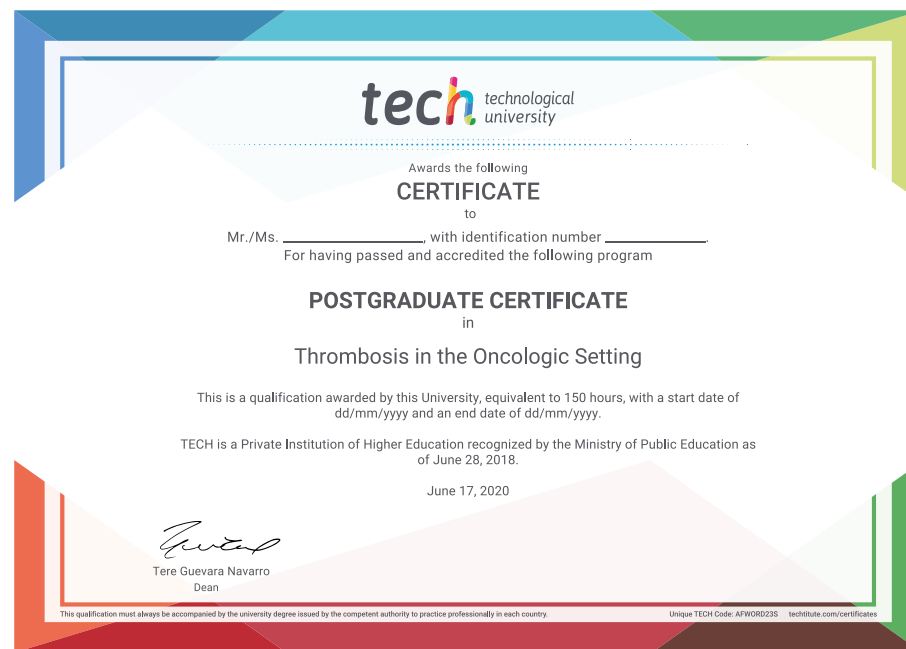 tech technological
university
Awards the following
CERTIFICATE
to
Mr./Ms. ____________________, with identification number ______________.
For having passed and accredited the following program
POSTGRADUATE CERTIFICATE
in
Thrombosis in the Oncologic Setting
This is a qualification awarded by this University, equivalent to 150 hours, with a start date of
dd/mm/yyyy and an end date of dd/mm/yyyy.
TECH is a Private Institution of Higher Education recognized by the Ministry of Public Education as
of June 28, 2018.
June 17, 2020
Tere Guevara Navarro
Dean
This qualification must always be accompanied by the university degree issued by the competent authority to practice professionally in each country.
Unique TECH Code: AFWORD23S techtitute.com/certificates